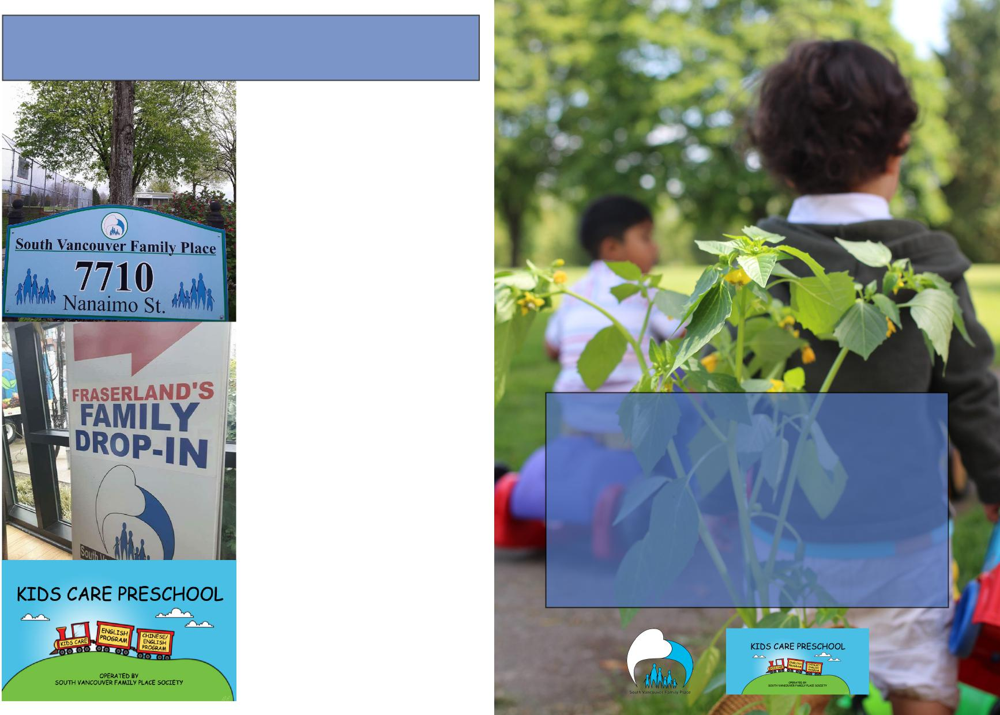 South Vancouver Family Place
7710
Nanaimo St.
FRASERLAND'S
FAMILY
DROP-IN
South
KIDS CARE PRESCHOOL
KIDS CARE
ENGLISH
PROGRAM
CHINESE/
ENGLISH
PROGRAM
OPERATED BY
SOUTH VANCOUVER FAMILY PLACE SOCIETY
South Vancouver Family Place
KIDS CARE PRESCHOOL
KIDS CARE
ENGLISH
PROGRAM
CHINESE/
ENGLISH
PROGRAM
OPERATED BY
SOUTH VANCOUVER FAMILY PLACE SOCIETY